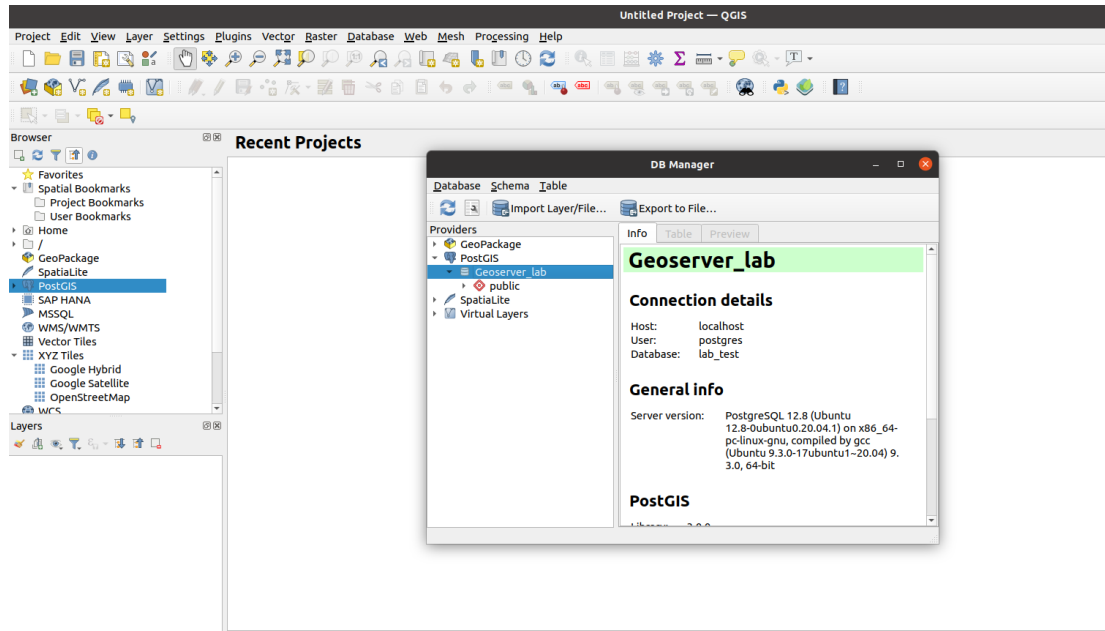 Untitled Project — QGIS
Project Edit View Layer Settings Plugins Vector Raster Database Web Mesh Processing Help
Browser
Recent Projects
Favorites
Spatial Bookmarks
Project Bookmarks
User Bookmarks
Home
/
GeoPackage
SpatiaLite
PostGIS
SAP HANA
MSSQL
WMS/WMTS
Vector Tiles
XYZ Tiles
Google Hybrid
Google Satellite
OpenStreetMap
WCS
Layers
DB Manager
Database Schema Table
Import Layer/File... Export to File...
Providers
GeoPackage
PostGIS
Geoserver_lab
public
SpatiaLite
Virtual Layers
Info Table Preview
Geoserver_lab
Connection details
Host: localhost
User: postgres
Database: lab_test
General info
Server version: PostgreSQL 12.8 (Ubuntu
12.8-0ubuntu0.20.04.1) on x86_64-
pc-linux-gnu, compiled by gcc
(Ubuntu 9.3.0-17ubuntu1~20.04) 9.
3.0, 64-bit
PostGIS